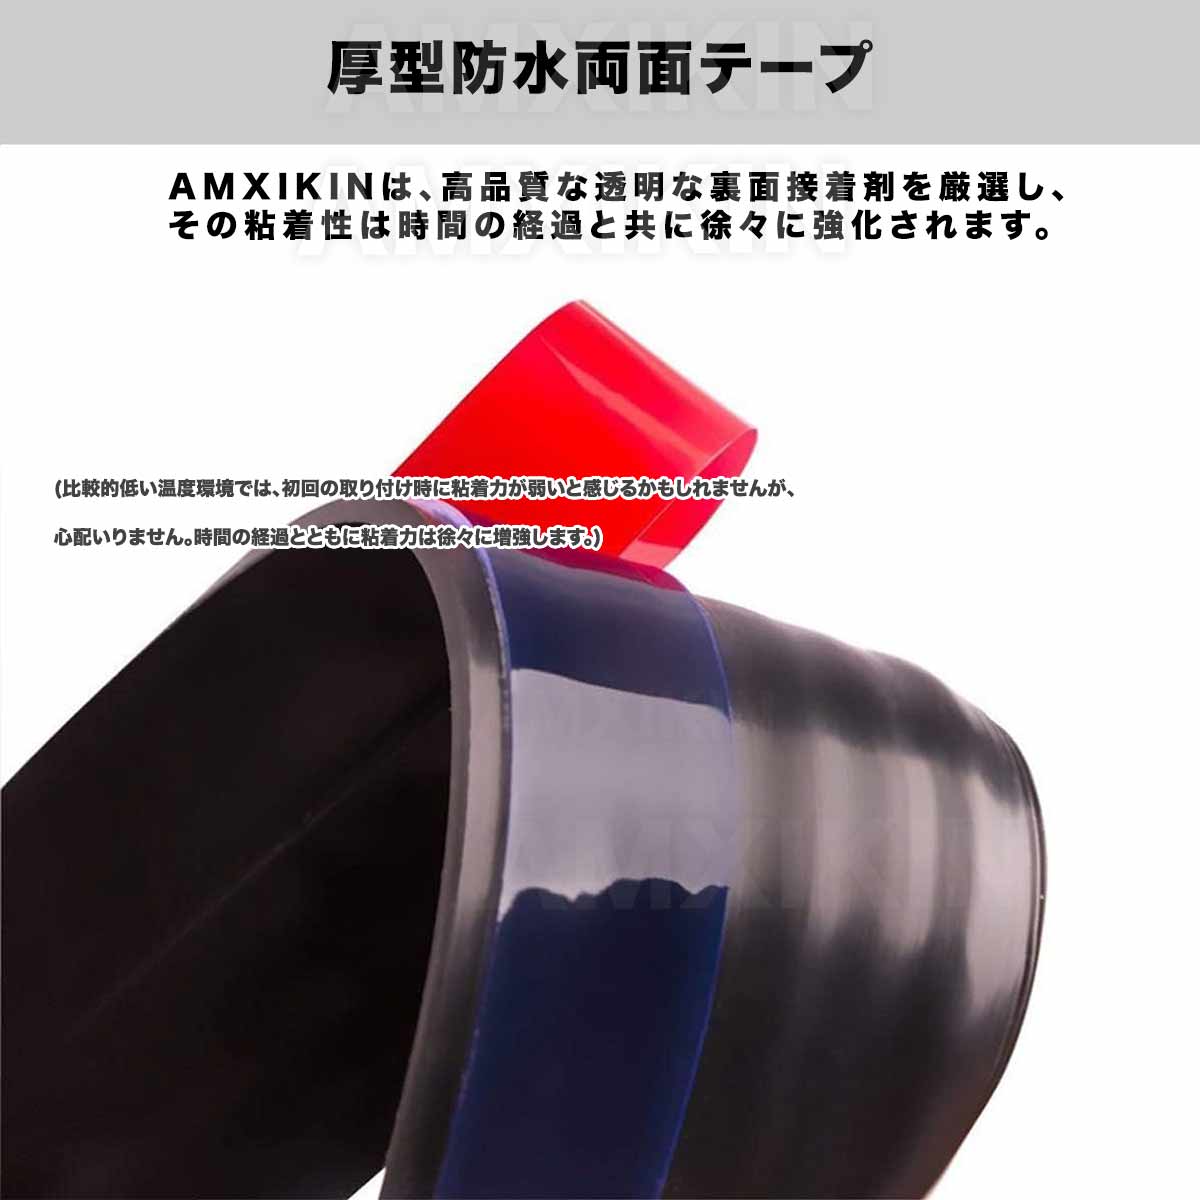 厚型防水両面テープ
AMXIKINは、高品質な透明な裏面接着剤を厳選し、
その粘着性は時間の経過と共に徐々に強化されます。
(比較的低い温度環境では、初回の取り付け時に粘着力が弱いと感じるかもしれませんが、
心配いりません。時間の経過とともに粘着力は徐々に増強します。)
AMXIKIN
AMXIKIN
AMXIKIN
AMXIKIN